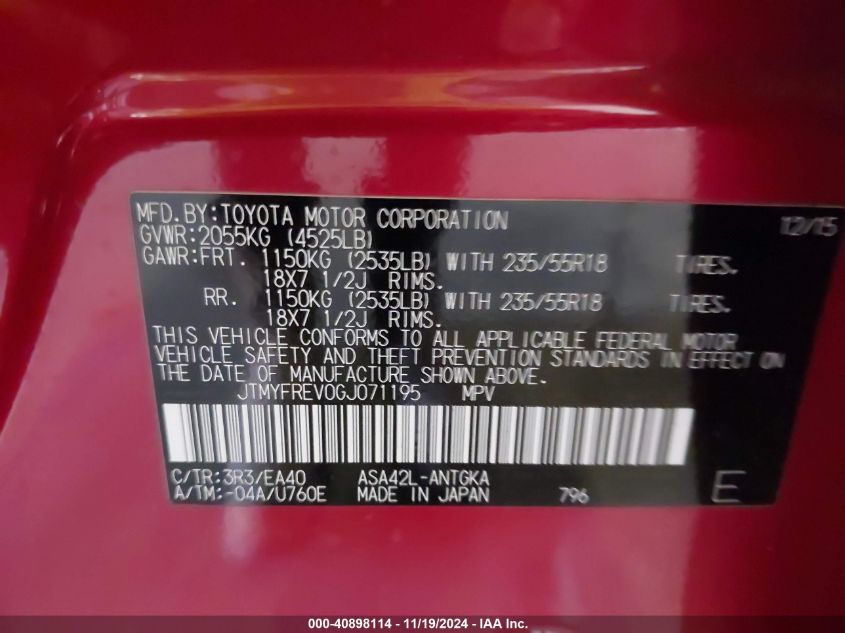 MFD.BY:TOYOTA MOTOR CORPORATION 12/15
GVWR:2055KG (4525LB)
GAWR:FRT. 1150KG (2535LB) WITH 235/55R18 TIRES.
18X7 1/2J RIMS.
RR. 1150KG (2535LB) WITH 235/55R18 TIRES.
18X7 1/2J RIMS.
THIS VEHICLE CONFORMS TO ALL APPLICABLE FEDERAL MOTOR
VEHICLE SAFETY AND THEFT PREVENTION STANDARDS IN EFFECT ON
THE DATE OF MANUFACTURE SHOWN ABOVE.
JTMYFREV0GJ071195 MPV
C/TR:3R3/EA40 ASA42L-ANTGKA
A/TM:-04A/U760E MADE IN JAPAN 796 E
000-40898114 - 11/19/2024 - IAA Inc.